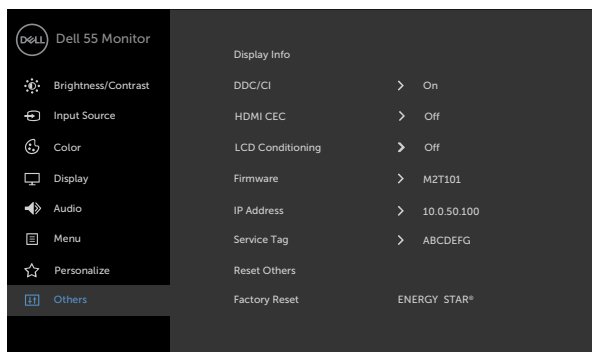 DELL Dell 55 Monitor
Display Info
Brightness/Contrast DDC/CI > On
Input Source HDMI CEC > Off
Color LCD Conditioning > Off
Display Firmware > M2T101
Audio IP Address > 10.0.50.100
Menu Service Tag > ABCDEFG
Personalize Reset Others
Others Factory Reset ENERGY STAR®